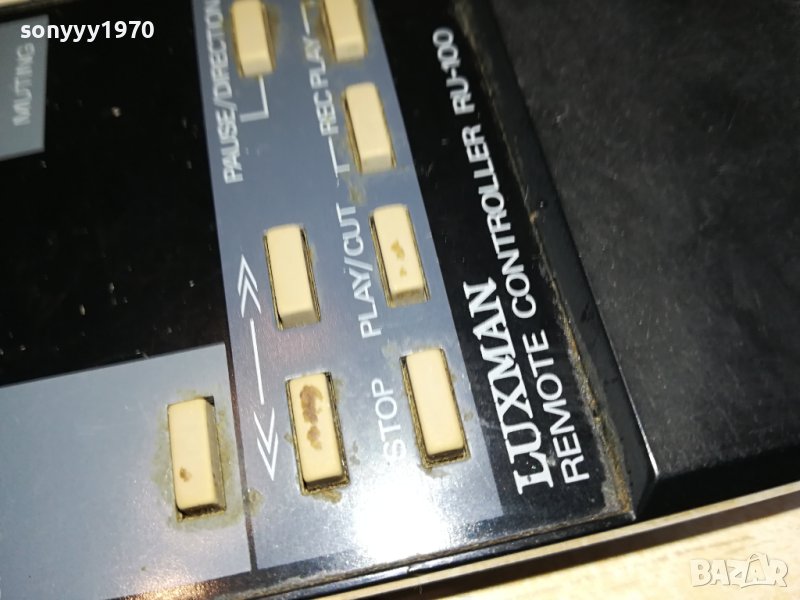 sonyyy1970
MUTING
PAUSE/DIRECTION
REC PLAY
PLAY/CUT
STOP
LUXMAN
REMOTE CONTROLLER RU-100
BAZAR